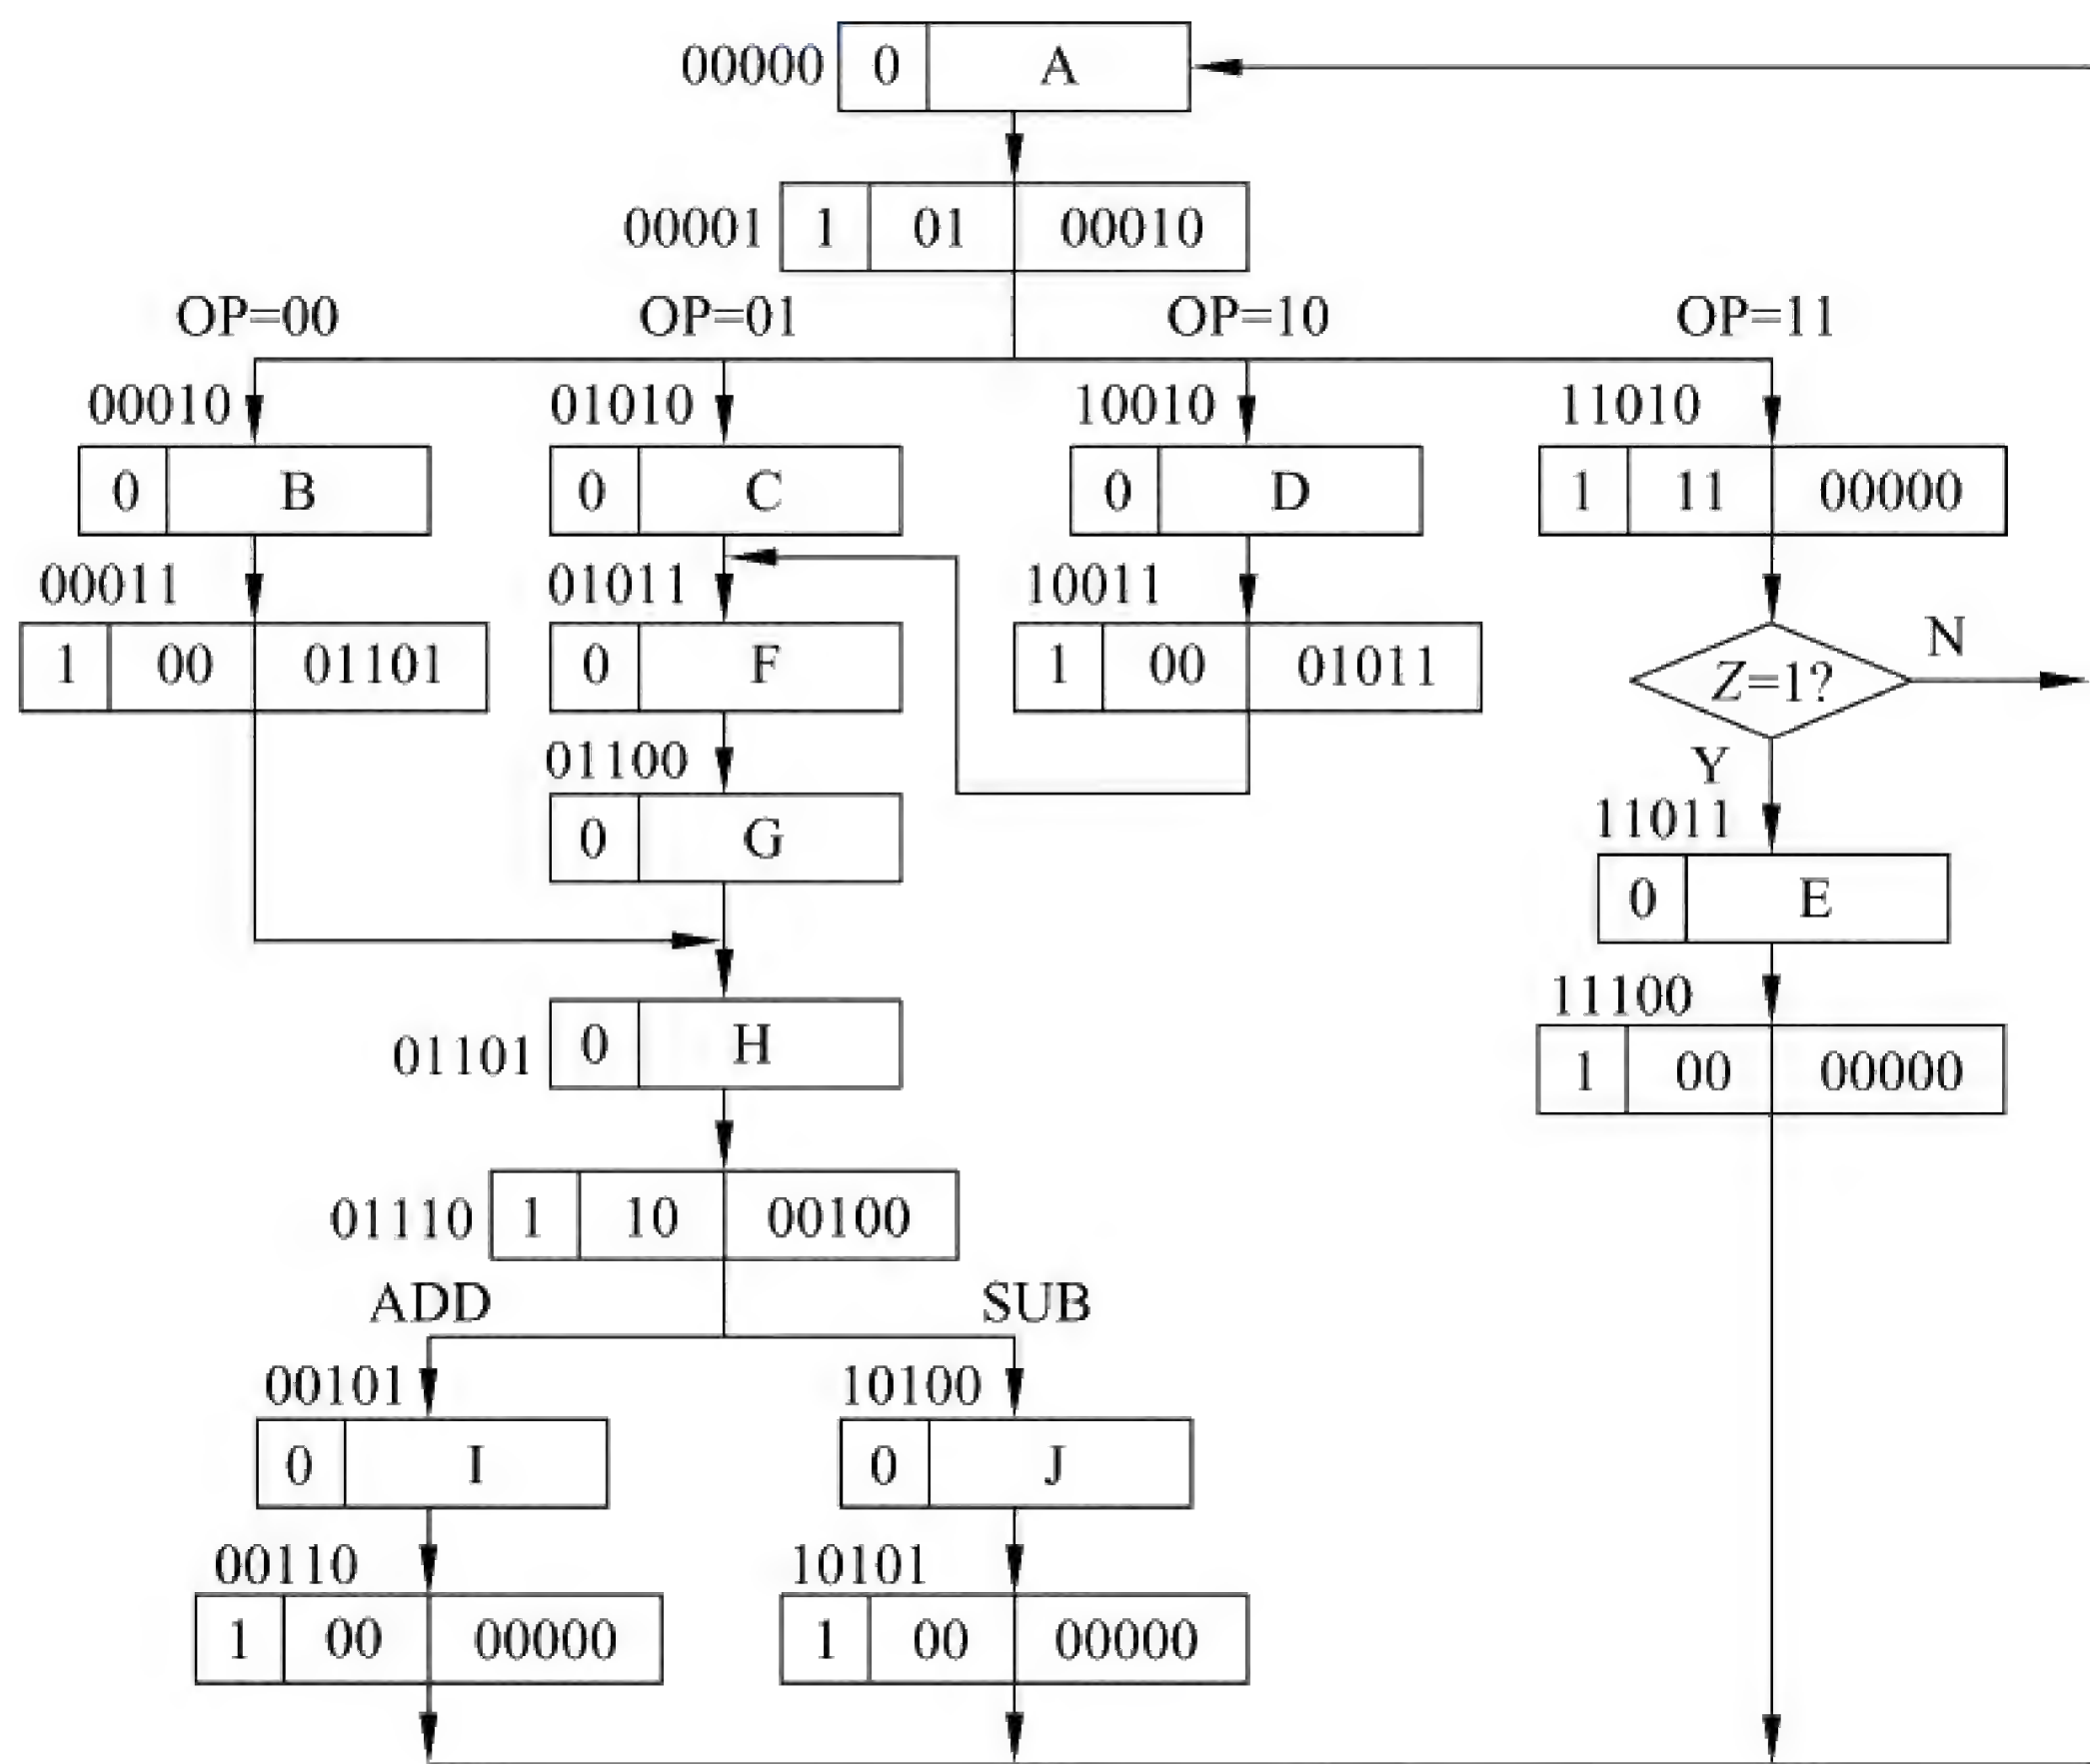 00000 0 A
00001 1 01 00010
OP=00 OP=01 OP=10 OP=11
00010 01010 10010 11010
0 B 0 C 0 D 1 11 00000
00011 01011 10011
1 00 01101 0 F 1 00 01011 Z=1? N
01100 Y
0 G 11011
0 E
11100
01101 0 H 1 00 00000
01110 1 10 00100
ADD SUB
00101 10100
0 I 0 J
00110 10101
1 00 00000 1 00 00000